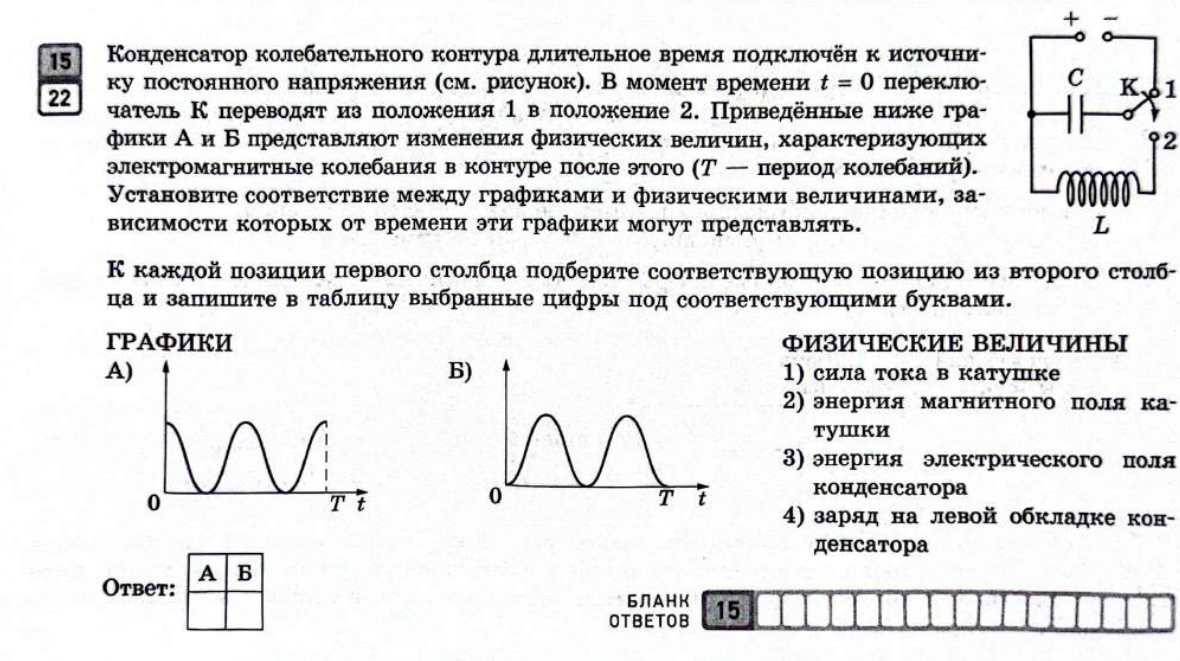 15
22
Конденсатор колебательного контура длительное время подключён к источни-
ку постоянного напряжения (см. рисунок). В момент времени t = 0 переклю-
чатель К переводят из положения 1 в положение 2. Приведённые ниже гра-
фики А и Б представляют изменения физических величин, характеризующих
электромагнитные колебания в контуре после этого (T — период колебаний).
Установите соответствие между графиками и физическими величинами, за-
висимости которых от времени эти графики могут представлять.
+ −
C
К
1
2
L
К каждой позиции первого столбца подберите соответствующую позицию из второго столб-
ца и запишите в таблицу выбранные цифры под соответствующими буквами.
ГРАФИКИ
А)
0
T t
Б)
0
T t
ФИЗИЧЕСКИЕ ВЕЛИЧИНЫ
1) сила тока в катушке
2) энергия магнитного поля ка-
тушки
3) энергия электрического поля
конденсатора
4) заряд на левой обкладке кон-
денсатора
Ответ:
А Б
БЛАНК
ОТВЕТОВ
15